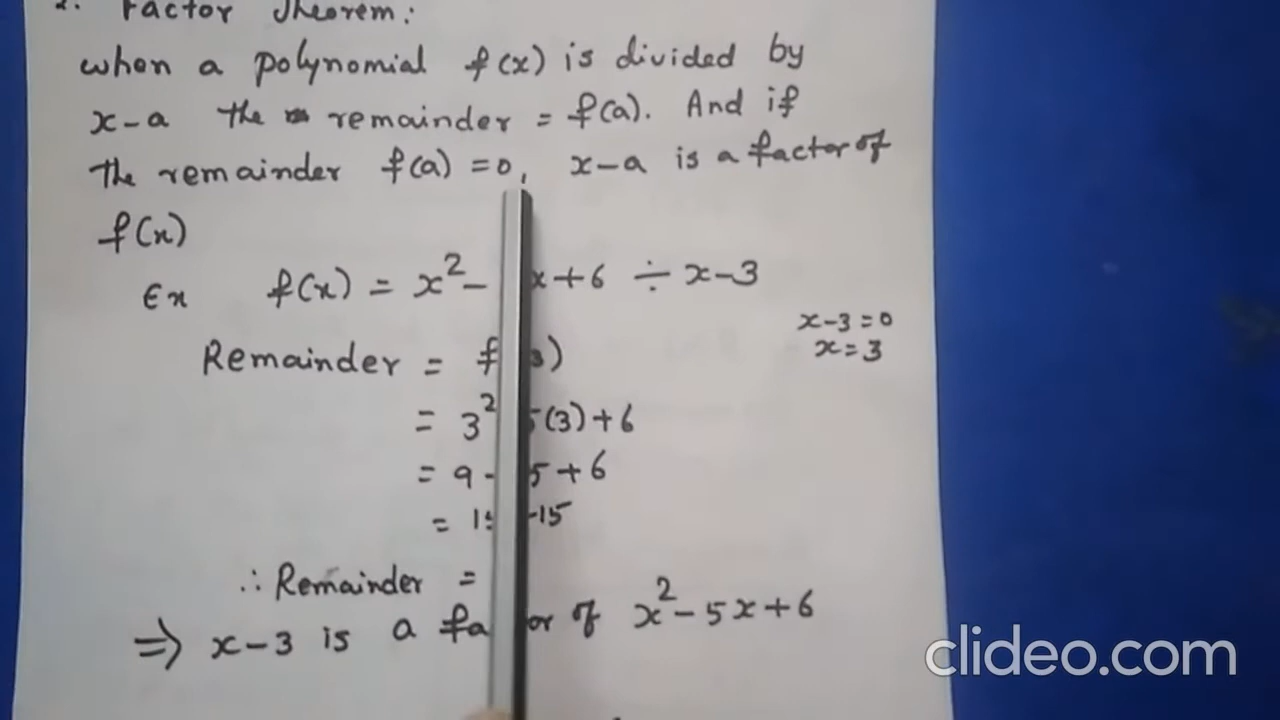 Factor Theorem:
when a polynomial f(x) is divided by
x-a the remainder = f(a). And if
the remainder f(a) = 0, x-a is a factor of
f(x)
Ex f(x) = x² - x + 6 ÷ x-3
x-3 = 0
x = 3
Remainder = f 3)
= 3² 5(3) + 6
= 9 - 5 + 6
= 15 -15
∴ Remainder =
⇒ x-3 is a fa or of x² - 5x + 6
clideo.com